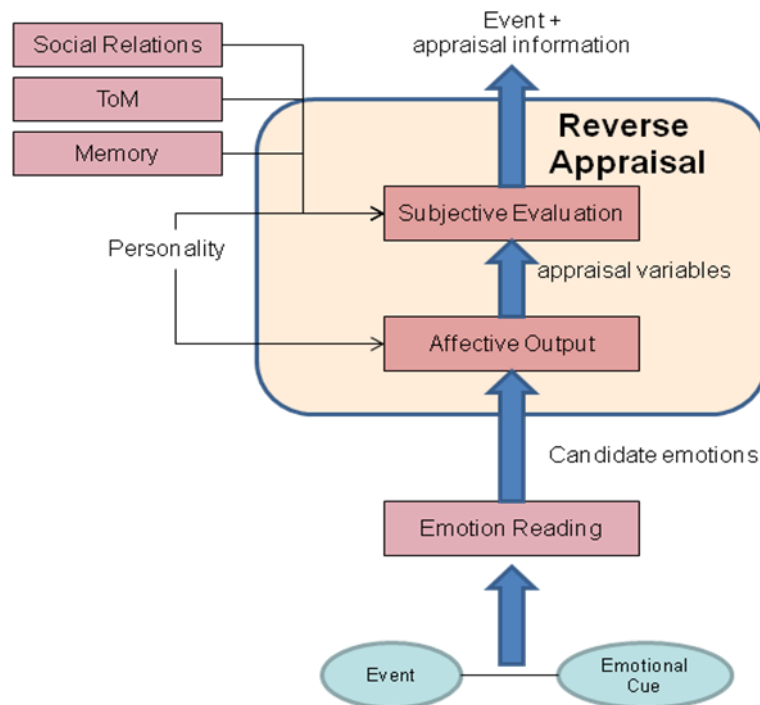 Social Relations
ToM
Memory
Personality
Event +
appraisal information
Reverse
Appraisal
Subjective Evaluation
appraisal variables
Affective Output
Candidate emotions
Emotion Reading
Event
Emotional
Cue